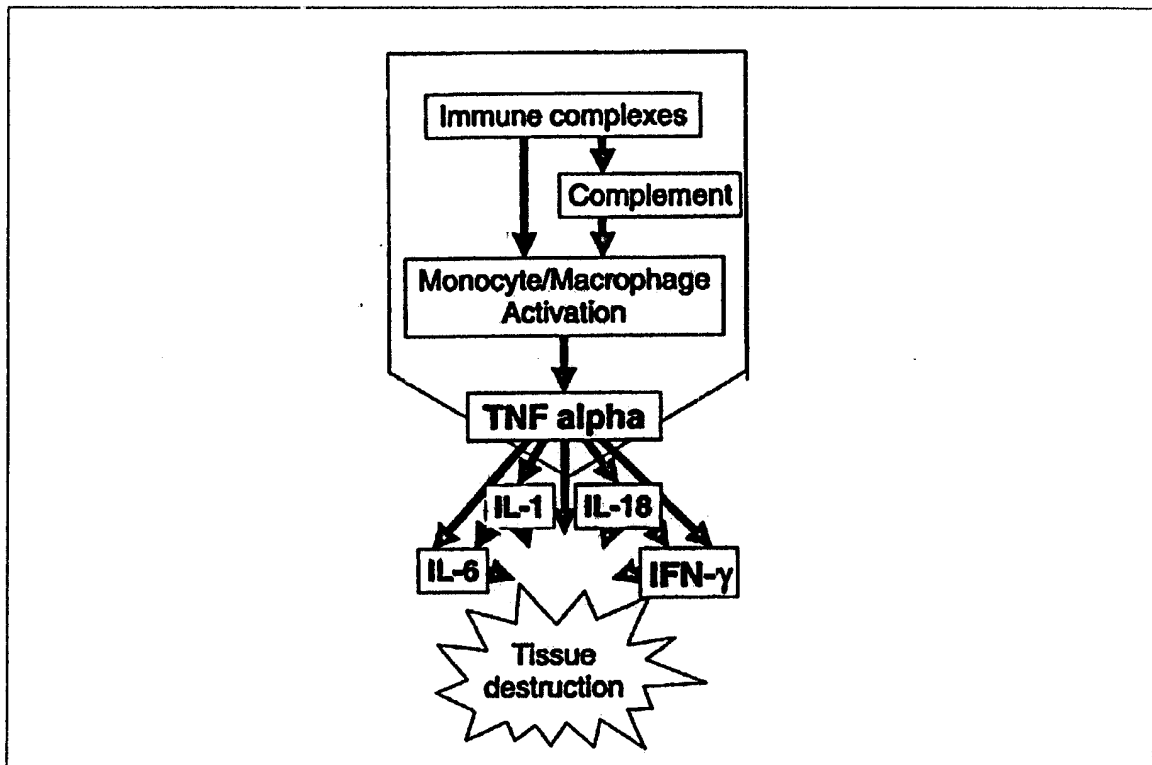 Immune complexes
Complement
Monocyte/Macrophage
Activation
TNF alpha
IL-1
IL-18
IL-6
IFN-γ
Tissue
destruction